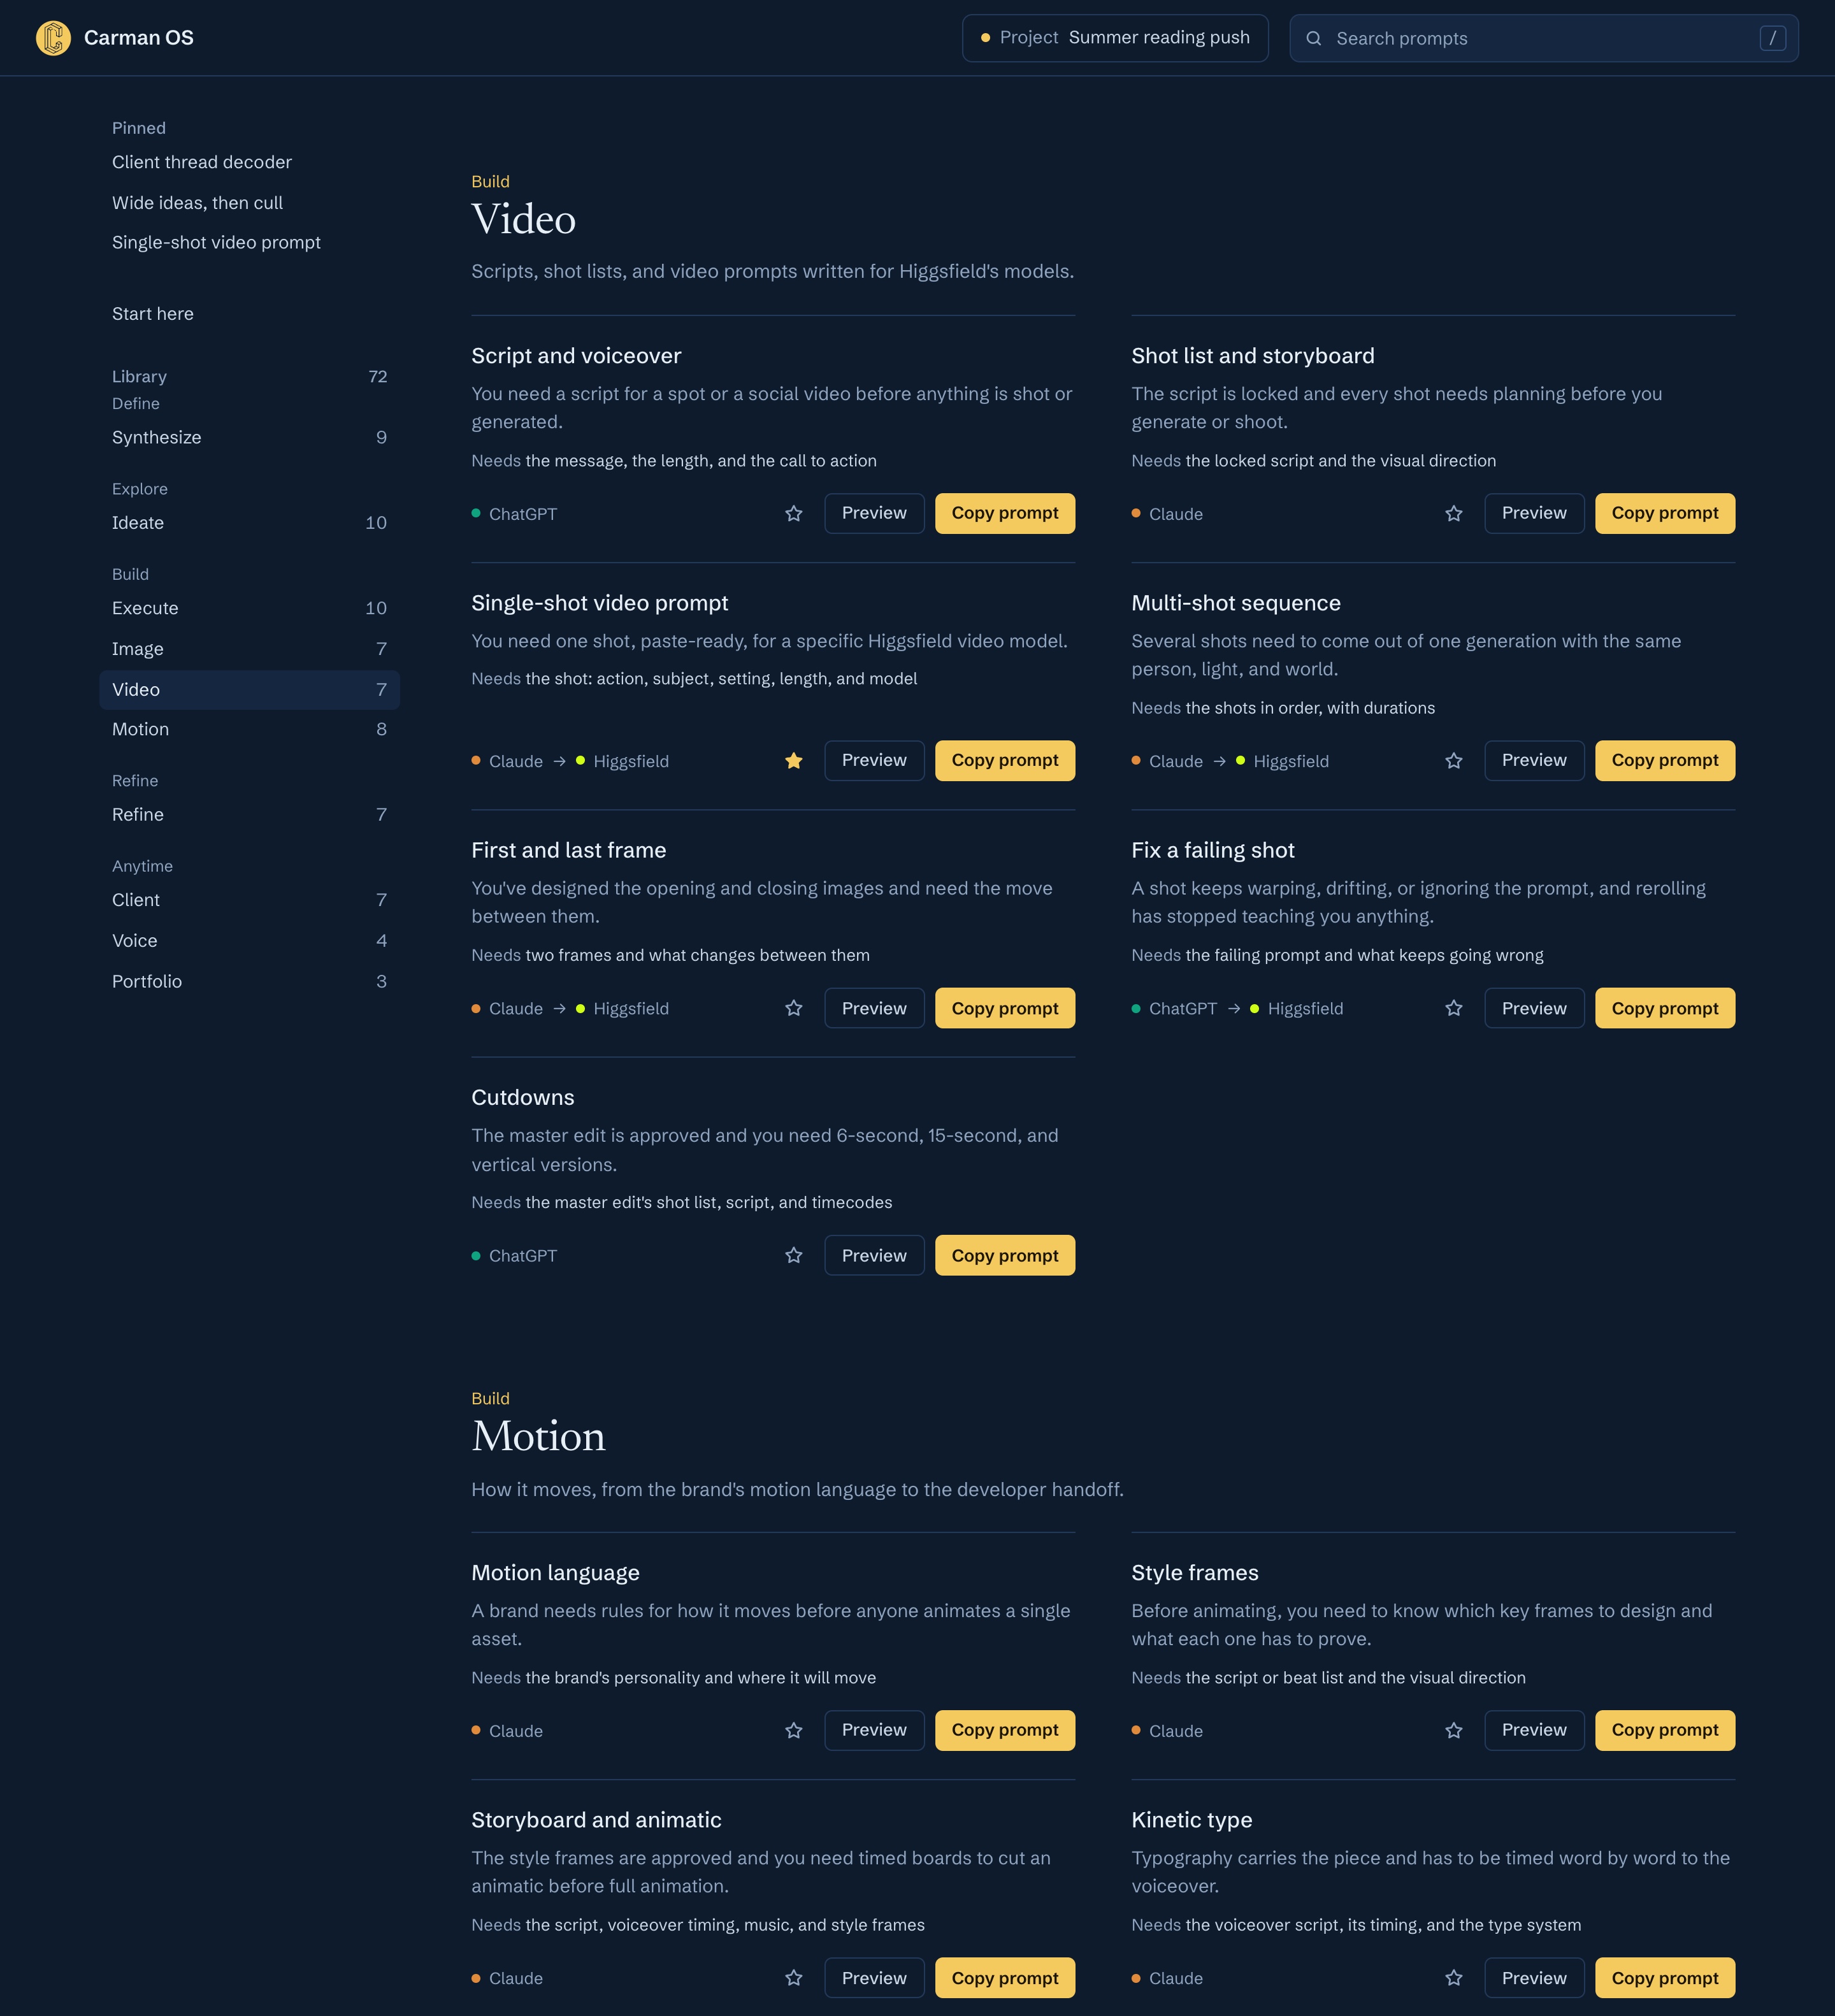 Carman OS
Project Summer reading push
Search prompts /
Pinned
Client thread decoder
Wide ideas, then cull
Single-shot video prompt
Start here
Library 72
Define
Synthesize 9
Explore
Ideate 10
Build
Execute 10
Image 7
Video 7
Motion 8
Refine
Refine 7
Anytime
Client 7
Voice 4
Portfolio 3
Build
Video
Scripts, shot lists, and video prompts written for Higgsfield's models.
Script and voiceover
You need a script for a spot or a social video before anything is shot or
generated.
Needs the message, the length, and the call to action
ChatGPT Preview Copy prompt
Shot list and storyboard
The script is locked and every shot needs planning before you
generate or shoot.
Needs the locked script and the visual direction
Claude Preview Copy prompt
Single-shot video prompt
You need one shot, paste-ready, for a specific Higgsfield video model.
Needs the shot: action, subject, setting, length, and model
Claude → Higgsfield Preview Copy prompt
Multi-shot sequence
Several shots need to come out of one generation with the same
person, light, and world.
Needs the shots in order, with durations
Claude → Higgsfield Preview Copy prompt
First and last frame
You've designed the opening and closing images and need the move
between them.
Needs two frames and what changes between them
Claude → Higgsfield Preview Copy prompt
Fix a failing shot
A shot keeps warping, drifting, or ignoring the prompt, and rerolling
has stopped teaching you anything.
Needs the failing prompt and what keeps going wrong
ChatGPT → Higgsfield Preview Copy prompt
Cutdowns
The master edit is approved and you need 6-second, 15-second, and
vertical versions.
Needs the master edit's shot list, script, and timecodes
ChatGPT Preview Copy prompt
Build
Motion
How it moves, from the brand's motion language to the developer handoff.
Motion language
A brand needs rules for how it moves before anyone animates a single
asset.
Needs the brand's personality and where it will move
Claude Preview Copy prompt
Style frames
Before animating, you need to know which key frames to design and
what each one has to prove.
Needs the script or beat list and the visual direction
Claude Preview Copy prompt
Storyboard and animatic
The style frames are approved and you need timed boards to cut an
animatic before full animation.
Needs the script, voiceover timing, music, and style frames
Claude Preview Copy prompt
Kinetic type
Typography carries the piece and has to be timed word by word to the
voiceover.
Needs the voiceover script, its timing, and the type system
Claude Preview Copy prompt